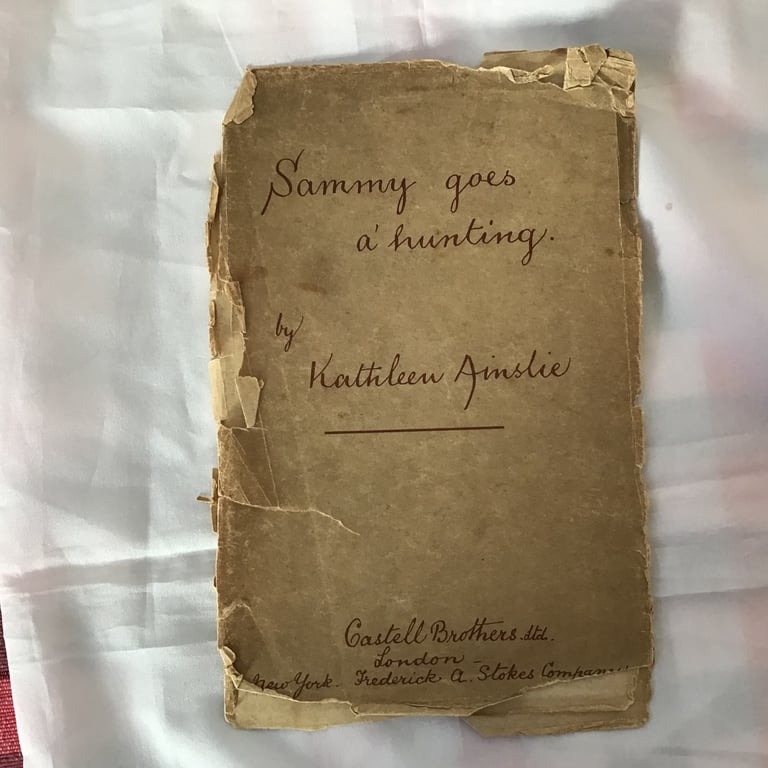 Sammy goes
a' hunting.
by
Kathleen Ainslie
Castell Brothers Ltd.
London -
New York. Frederick A. Stokes Company